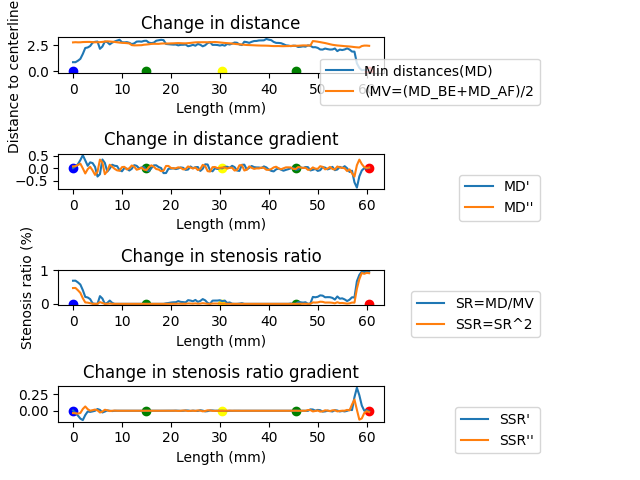 Change in distance
Distance to centerline
2.5
0.0
0 10 20 30 40 50
Length (mm)
Min distances(MD)
(MV=(MD_BE+MD_AF)/2
Change in distance gradient
0.5
0.0
−0.5
0 10 20 30 40 50 60
Length (mm)
MD'
MD''
Change in stenosis ratio
Stenosis ratio (%)
1
0
0 10 20 30 40 50 60
Length (mm)
SR=MD/MV
SSR=SR^2
Change in stenosis ratio gradient
0.25
0.00
0 10 20 30 40 50 60
Length (mm)
SSR'
SSR''